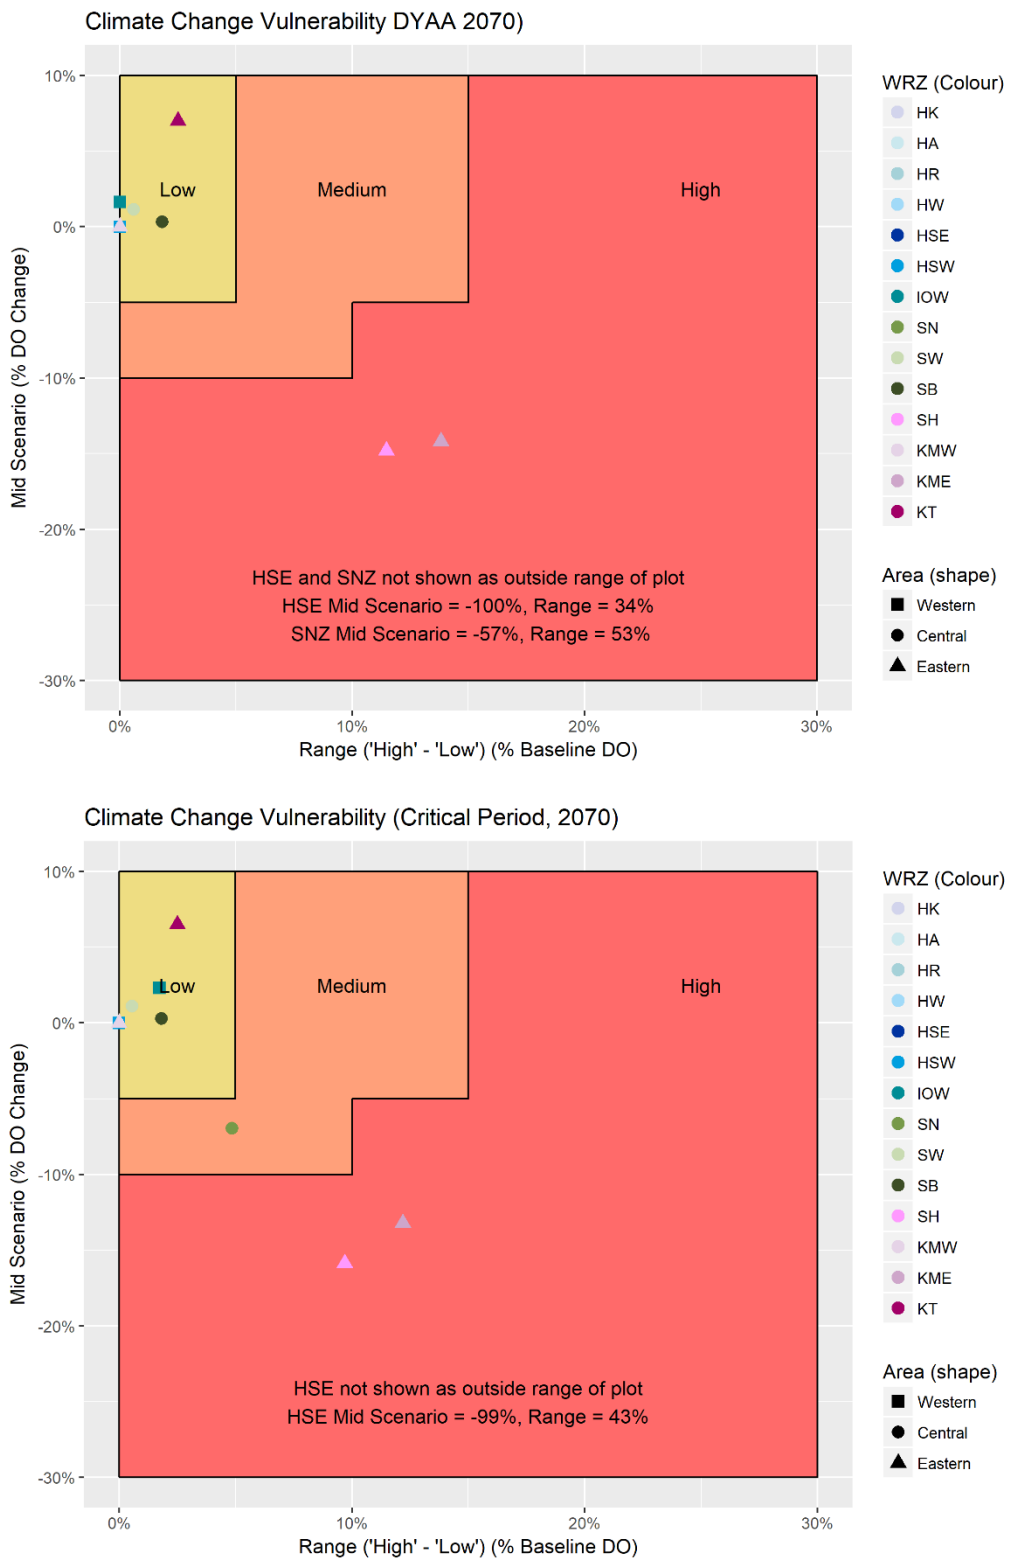 Climate Change Vulnerability DYAA 2070)
10%
0%
-10%
-20%
-30%
Mid Scenario (% DO Change)
Low
Medium
High
HSE and SNZ not shown as outside range of plot
HSE Mid Scenario = -100%, Range = 34%
SNZ Mid Scenario = -57%, Range = 53%
0%
10%
20%
30%
Range ('High' - 'Low') (% Baseline DO)
WRZ (Colour)
HK
HA
HR
HW
HSE
HSW
IOW
SN
SW
SB
SH
KMW
KME
KT
Area (shape)
Western
Central
Eastern
Climate Change Vulnerability (Critical Period, 2070)
10%
0%
-10%
-20%
-30%
Mid Scenario (% DO Change)
Low
Medium
High
HSE not shown as outside range of plot
HSE Mid Scenario = -99%, Range = 43%
0%
10%
20%
30%
Range ('High' - 'Low') (% Baseline DO)
WRZ (Colour)
HK
HA
HR
HW
HSE
HSW
IOW
SN
SW
SB
SH
KMW
KME
KT
Area (shape)
Western
Central
Eastern